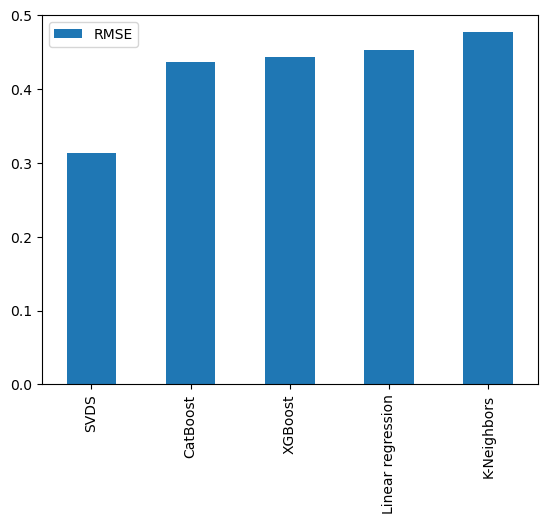 RMSE
0.5
0.4
0.3
0.2
0.1
0.0
SVDS
CatBoost
XGBoost
Linear regression
K-Neighbors